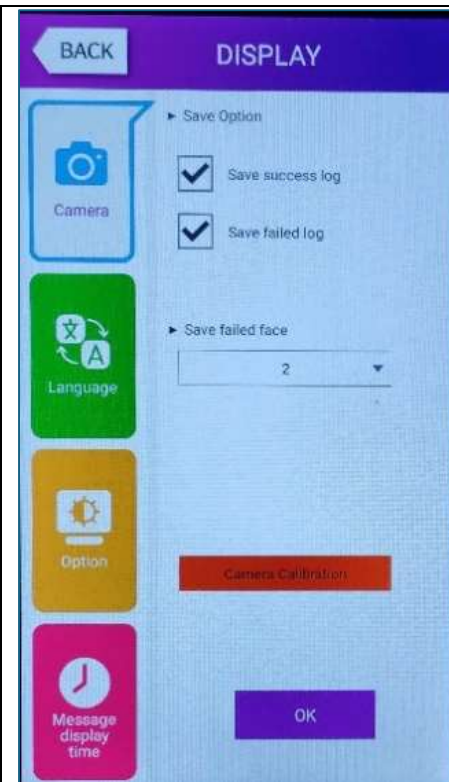 BACK
DISPLAY
Camera
► Save Option
Save success log
Save failed log
文
A
Language
► Save failed face
2
Option
Camera Calibration
Message
display
time
OK